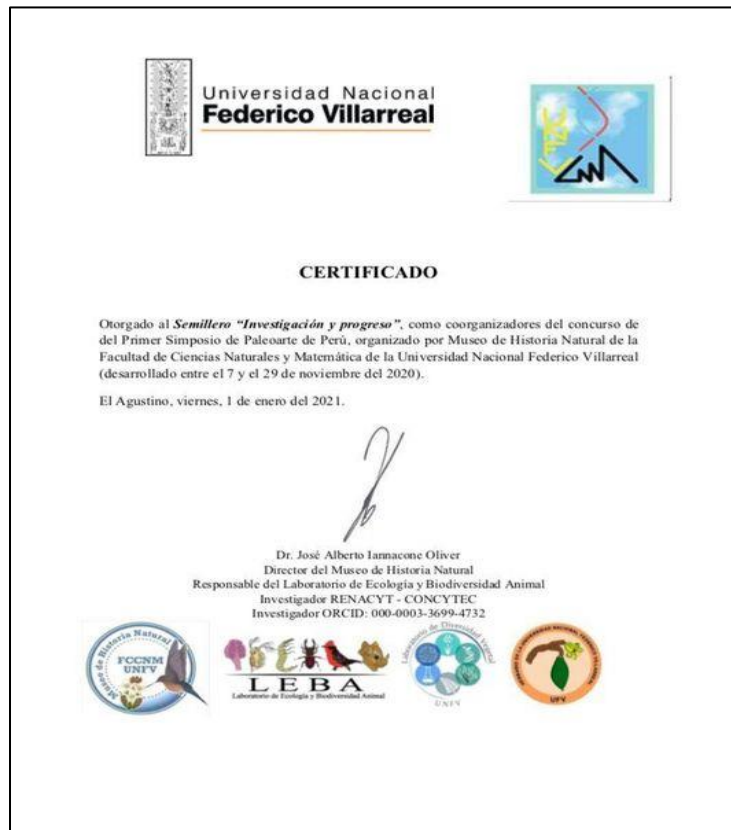 Universidad Nacional
Federico Villarreal
CERTIFICADO
Otorgado al Semillero “Investigación y progreso”, como coorganizadores del concurso de
del Primer Simposio de Paleoarte de Perú, organizado por Museo de Historia Natural de la
Facultad de Ciencias Naturales y Matemática de la Universidad Nacional Federico Villarreal
(desarrollado entre el 7 y el 29 de noviembre del 2020).
El Agustino, viernes, 1 de enero del 2021.
Dr. José Alberto Iannacone Oliver
Director del Museo de Historia Natural
Responsable del Laboratorio de Ecología y Biodiversidad Animal
Investigador RENACYT - CONCYTEC
Investigador ORCID: 000-0003-3699-4732
Museo de Historia Natural
FCCNM
UNFV
LEBA
Laboratorio de Ecología y Biodiversidad Animal
Laboratorio de Diversidad Vegetal
UNFV
UFV